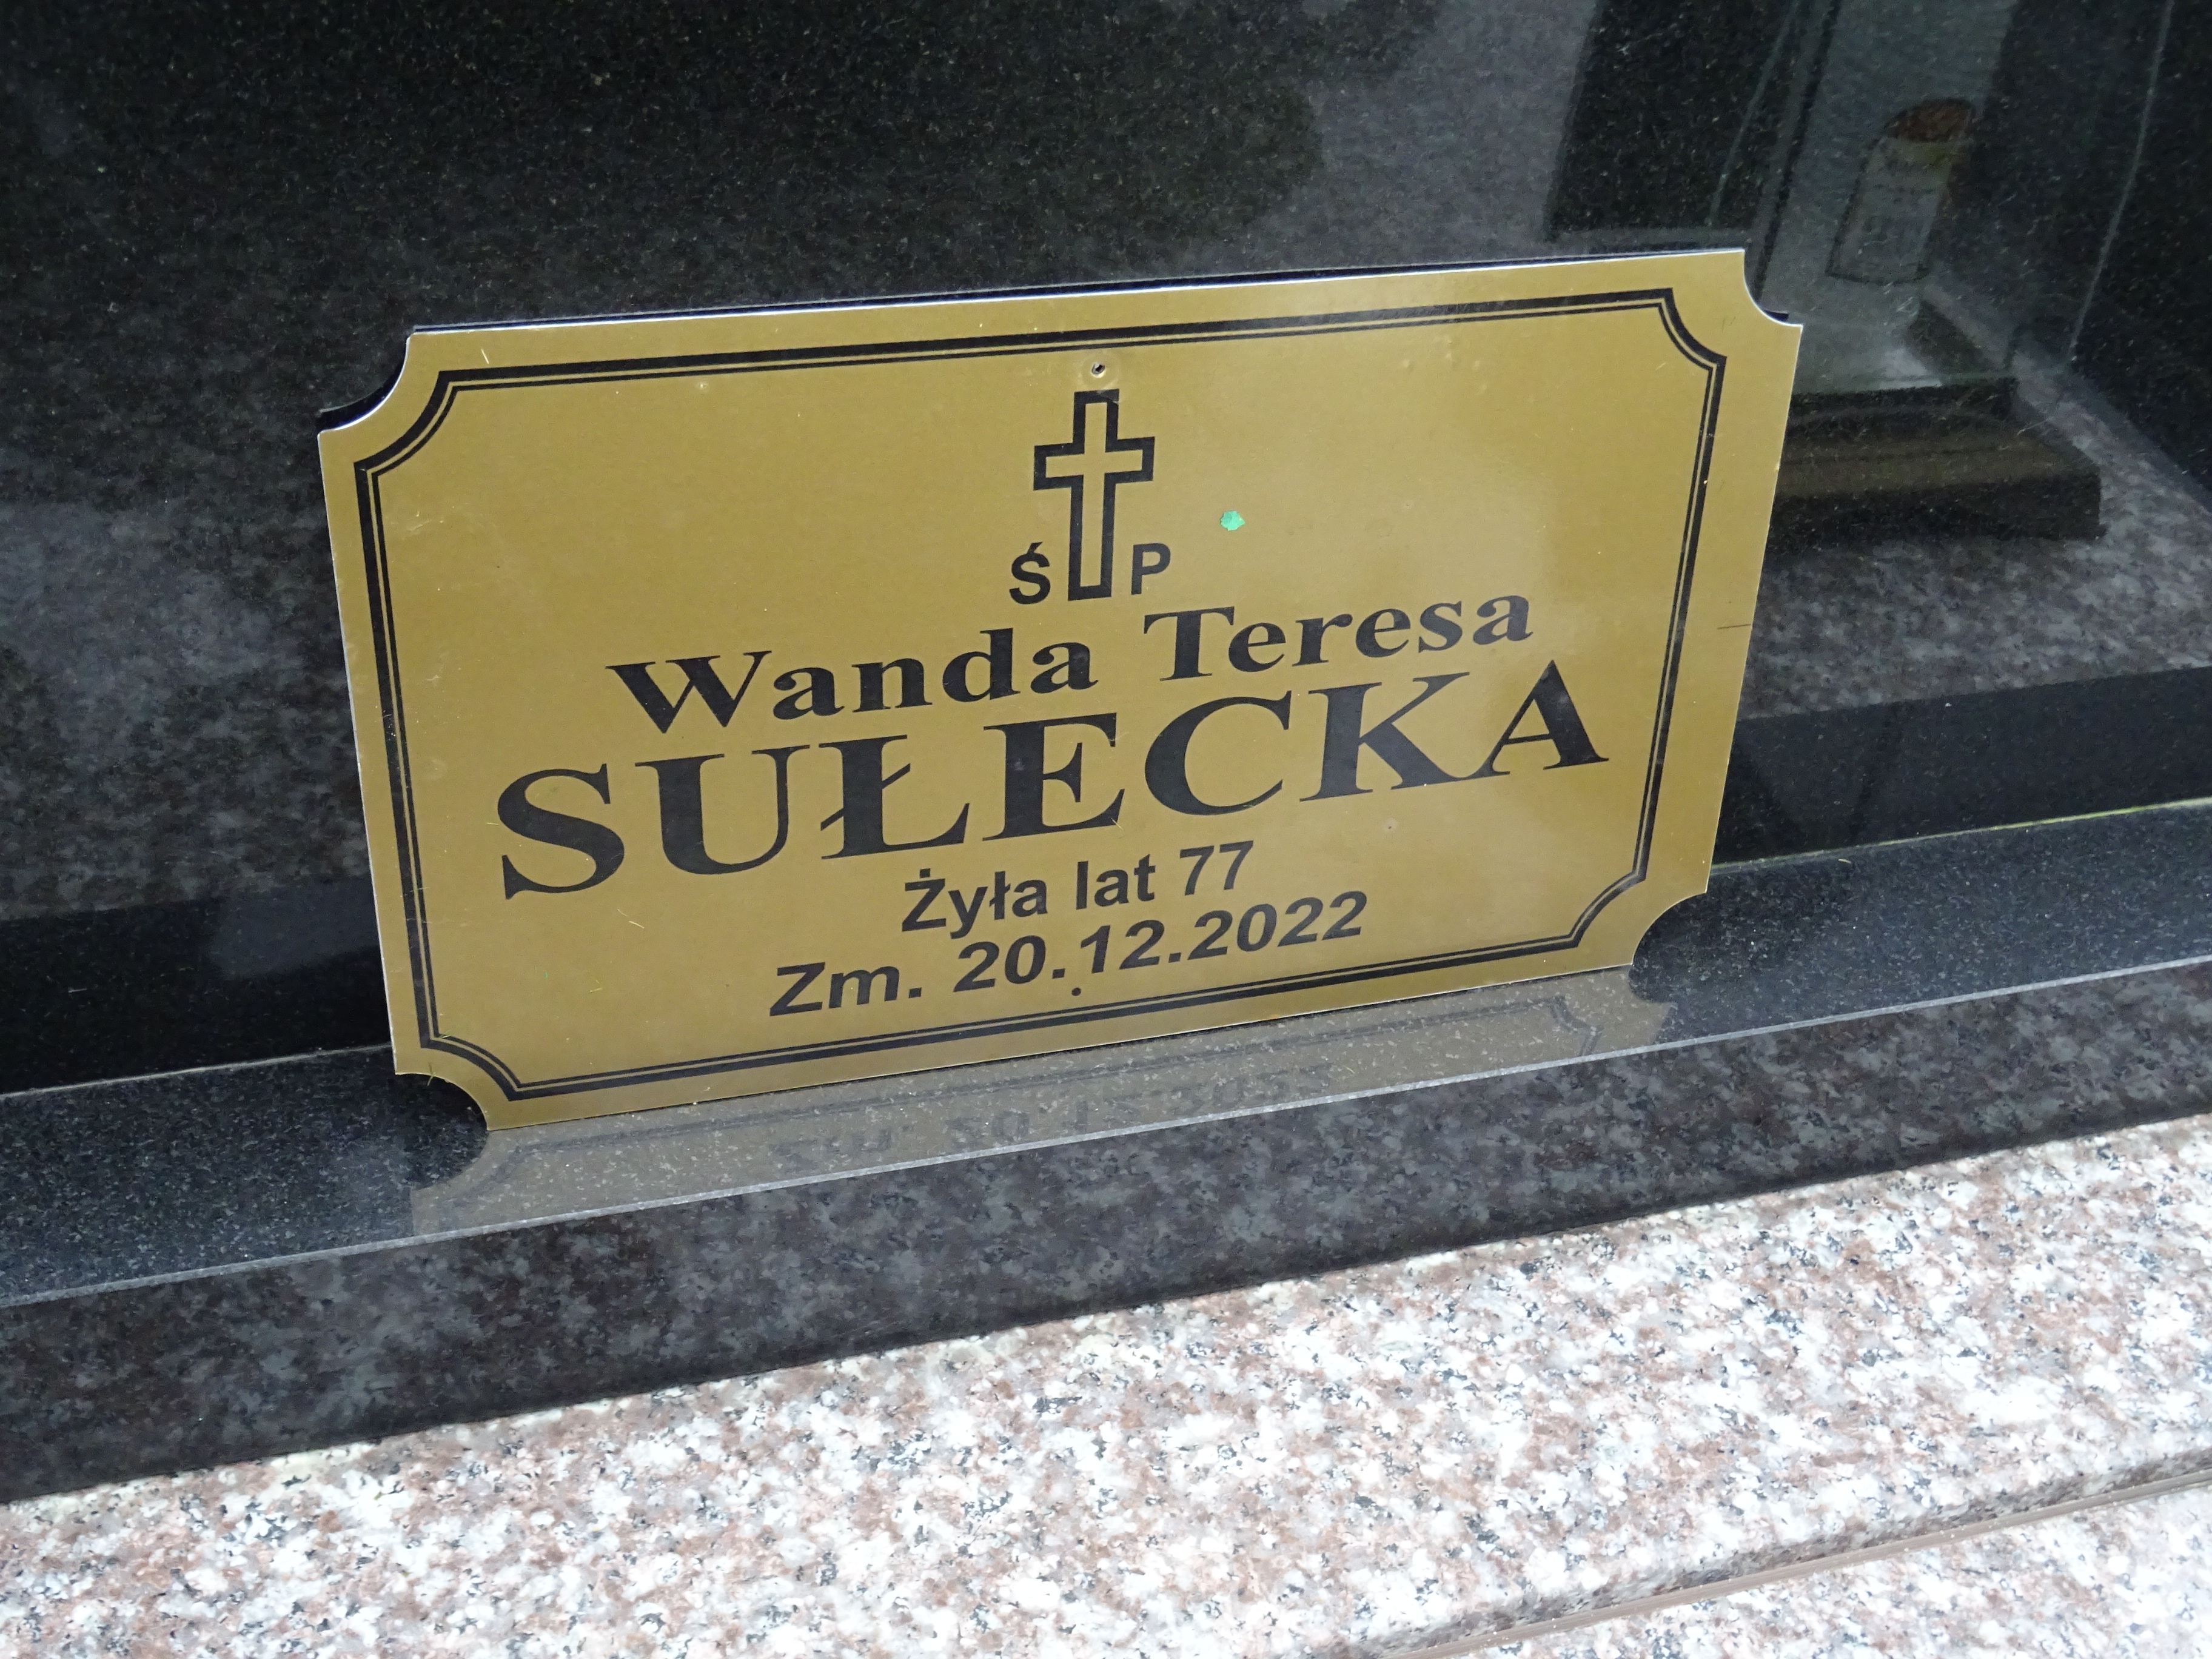 Ś P
Wanda Teresa
SUŁECKA
Żyła lat 77
Zm. 20.12.2022